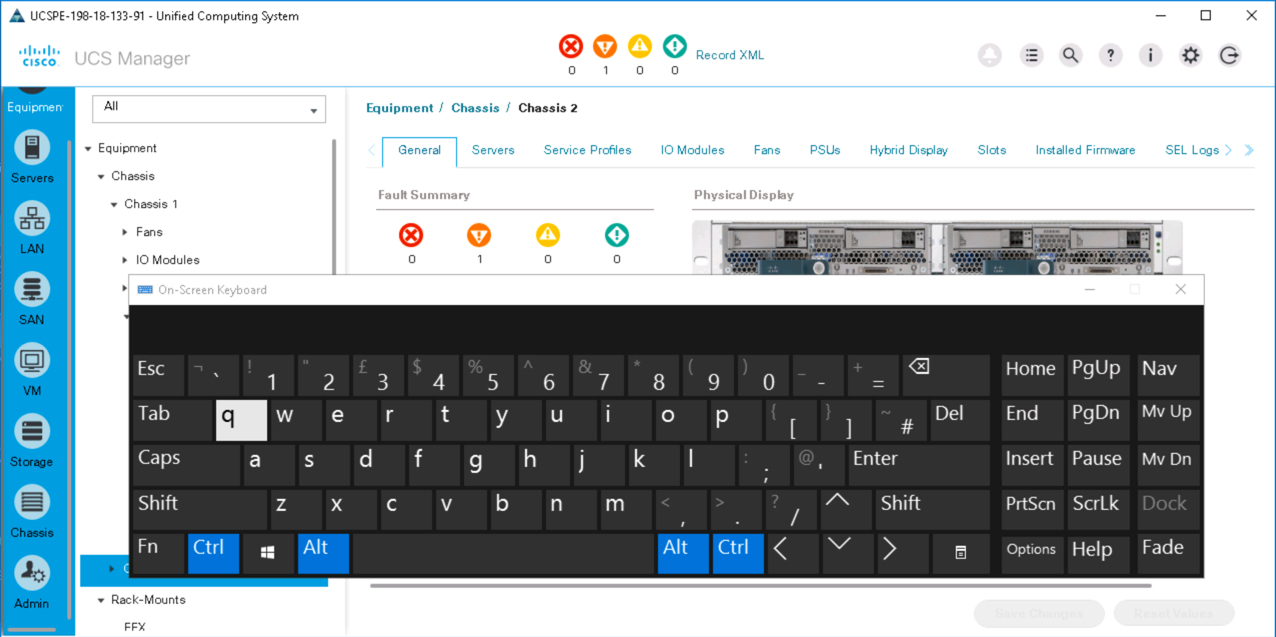 UCSPE-198-18-133-91 - Unified Computing System
cisco UCS Manager
0 1 0 0
Record XML
Equipment / Chassis / Chassis 2
All
General Servers Service Profiles IO Modules Fans PSUs Hybrid Display Slots Installed Firmware SEL Logs
Fault Summary
Physical Display
0 1 0 0
Equipmen
Servers
LAN
SAN
VM
Storage
Chassis
Admin
Equipment
Chassis
Chassis 1
Fans
IO Modules
Rack-Mounts
FEX
On-Screen Keyboard
Esc ¬ ` ! 1 " 2 £ 3 $ 4 % 5 ^ 6 & 7 * 8 ( 9 ) 0 _ - + = Home PgUp Nav
Tab q w e r t y u i o p { [ } ] ~ # Del End PgDn Mv Up
Caps a s d f g h j k l : ; @ ' Enter Insert Pause Mv Dn
Shift z x c v b n m < , > . ? / Shift PrtScn ScrLk Dock
Fn Ctrl Alt Alt Ctrl Options Help Fade
Save Changes Reset Values